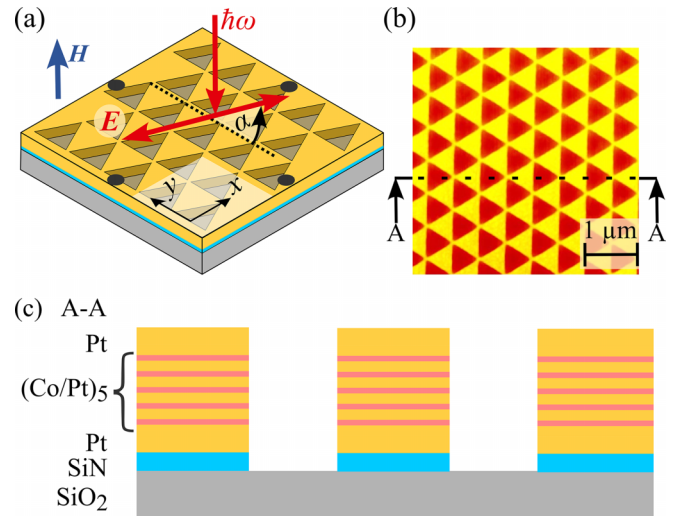 (a)
ħω
H
E
α
y
x
(b)
A
A
1 μm
(c)
A-A
Pt
(Co/Pt)5
Pt
SiN
SiO2